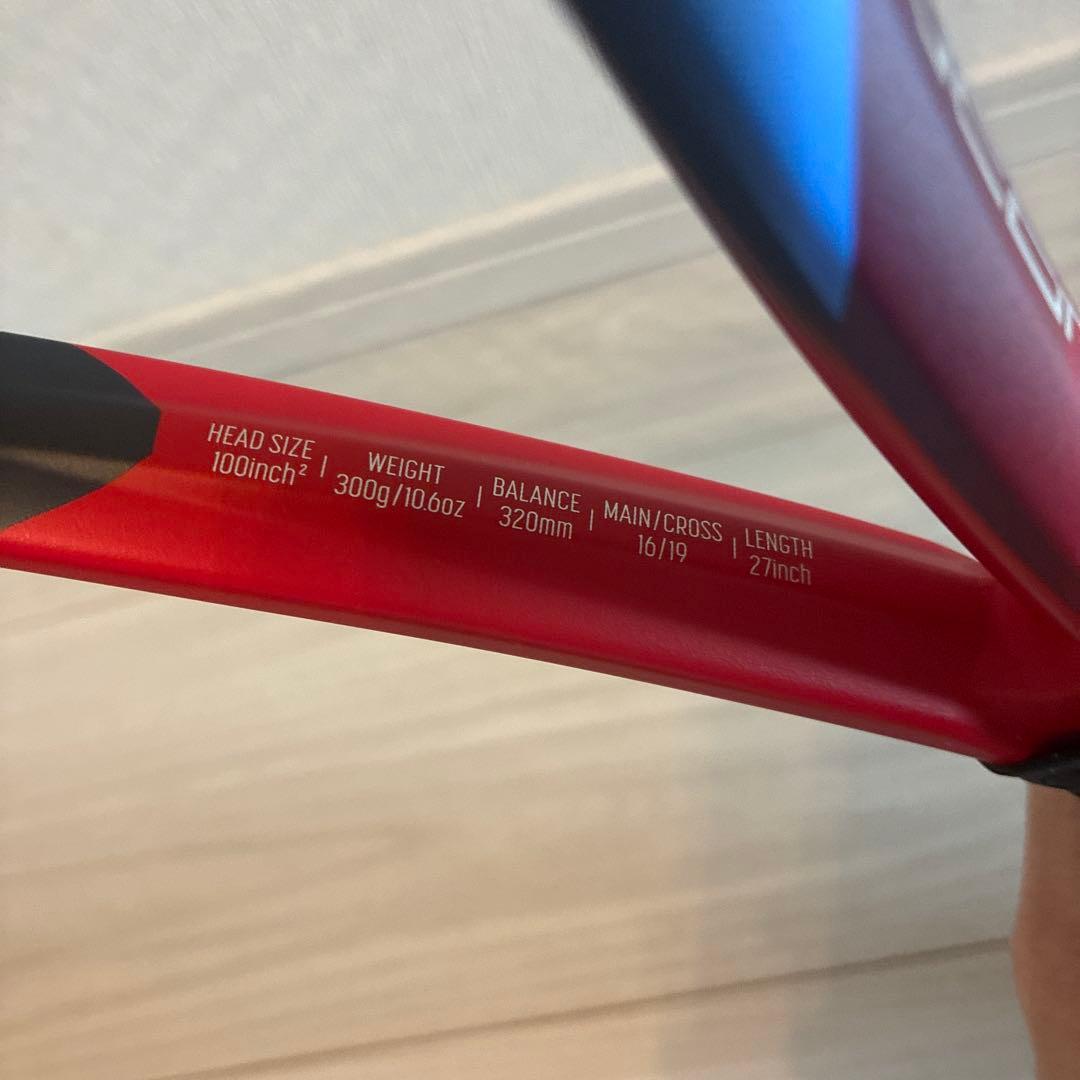 HEAD SIZE
100inch²
WEIGHT
300g/10.6oz
BALANCE
320mm
MAIN/CROSS
16/19
LENGTH
27inch